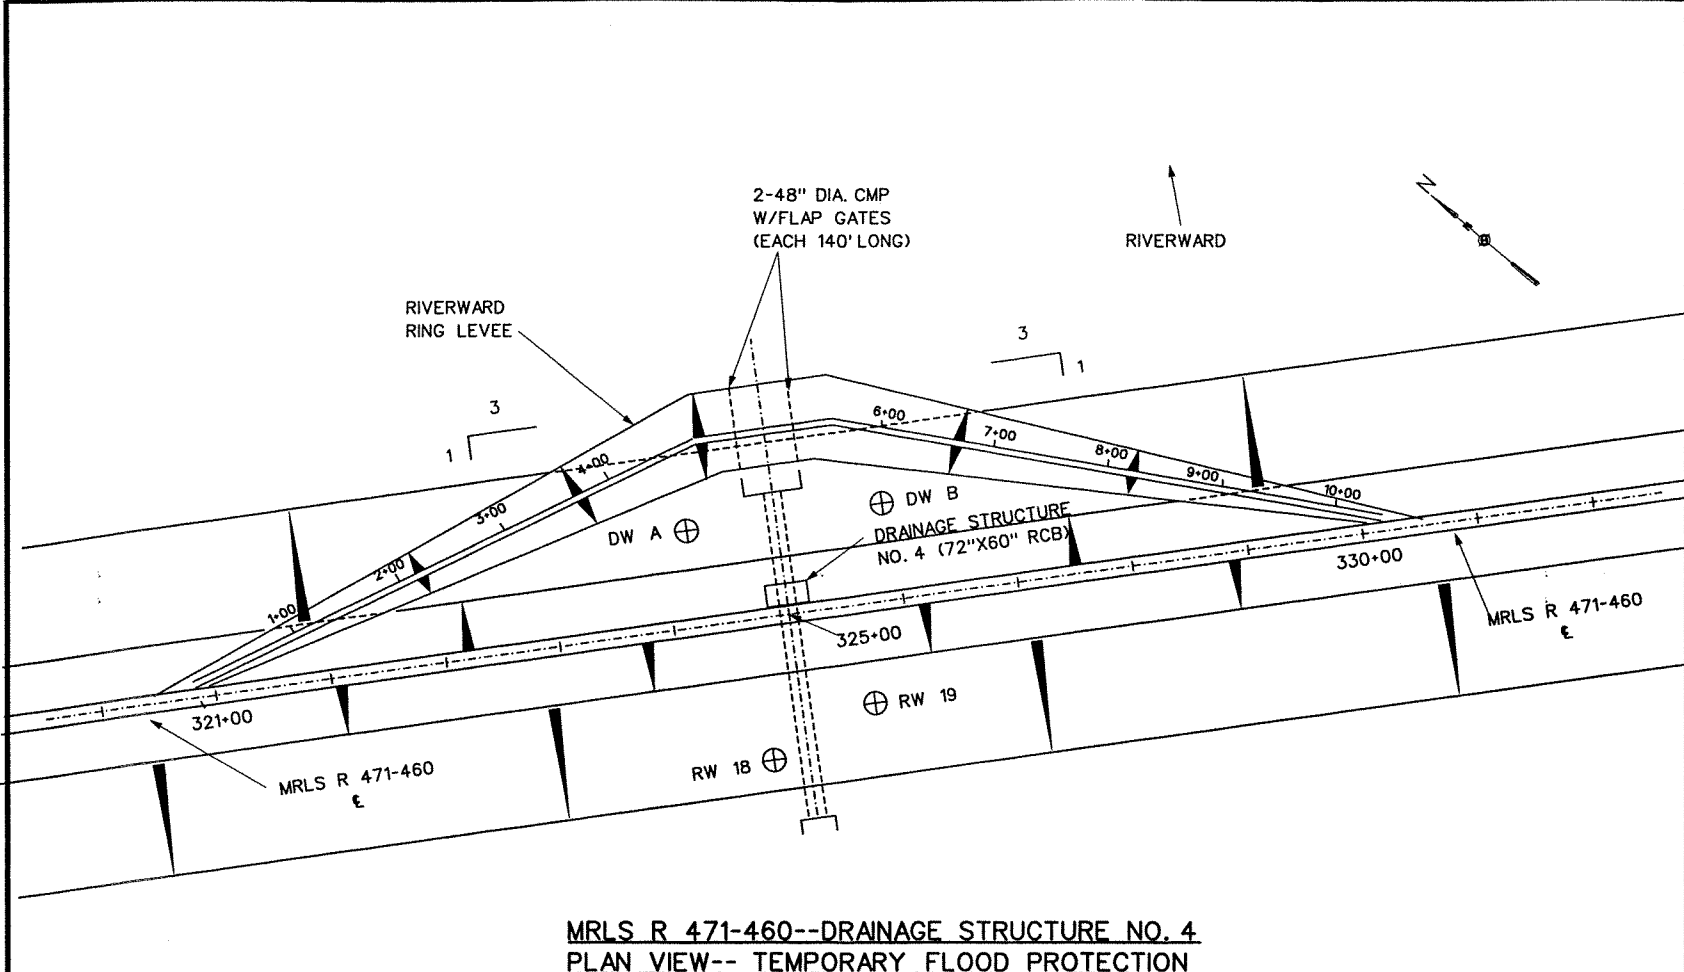 2-48" DIA. CMP
W/FLAP GATES
(EACH 140' LONG)
N
RIVERWARD
RIVERWARD
RING LEVEE
3
1
3
1
6+00
7+00
8+00
9+00
10+00
4+00
3+00
2+00
1+00
DW A
DW B
DRAINAGE STRUCTURE
NO. 4 (72"X60" RCB)
330+00
325+00
321+00
MRLS R 471-460
℄
RW 19
RW 18
MRLS R 471-460
℄
MRLS R 471-460--DRAINAGE STRUCTURE NO. 4
PLAN VIEW-- TEMPORARY FLOOD PROTECTION